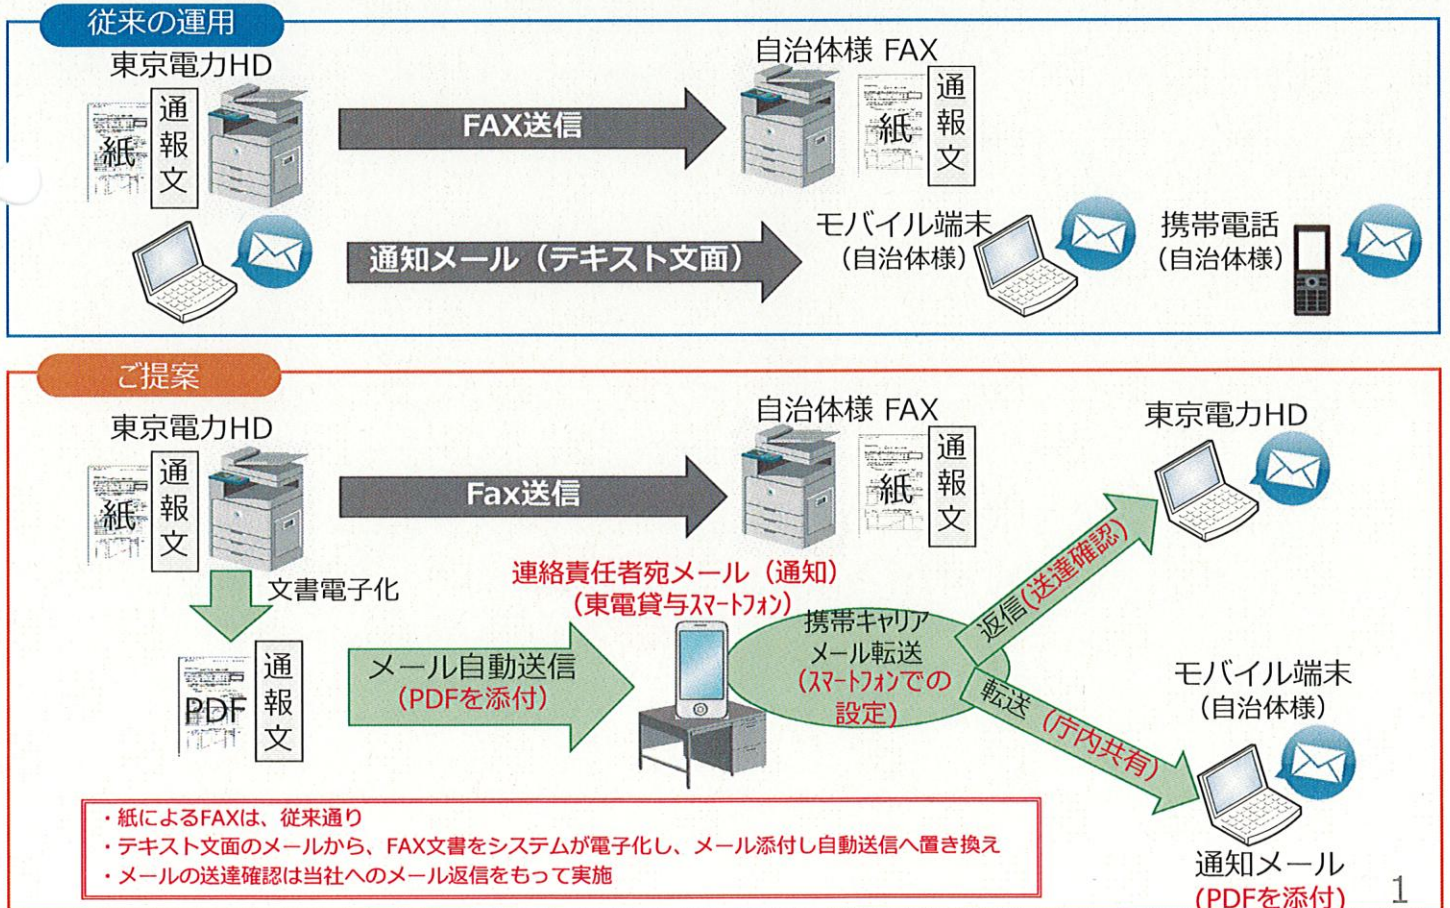 従来の運用
東京電力HD
紙
通報文
FAX送信
自治体様 FAX
紙
通報文
通知メール（テキスト文面）
モバイル端末
（自治体様）
携帯電話
（自治体様）
ご提案
東京電力HD
紙
通報文
Fax送信
自治体様 FAX
紙
通報文
東京電力HD
文書電子化
PDF
通報文
メール自動送信
(PDFを添付)
連絡責任者宛メール（通知）
（東電貸与スマートフォン）
携帯キャリア
メール転送
(スマートフォンでの
設定)
返信(送達確認)
転送（庁内共有）
モバイル端末
（自治体様）
通知メール
(PDFを添付)
・紙によるFAXは、従来通り
・テキスト文面のメールから、FAX文書をシステムが電子化し、メール添付し自動送信へ置き換え
・メールの送達確認は当社へのメール返信をもって実施
1